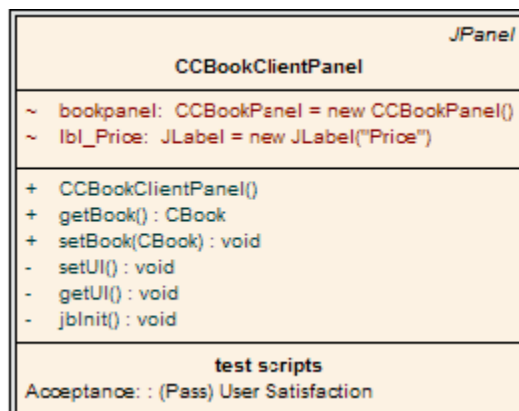 JPanel
CCBookClientPanel
~ bookpanel: CCBookPanel = new CCBookPanel()
~ lbl_Price: JLabel = new JLabel("Price")
+ CCBookClientPanel()
+ getBook() : CBook
+ setBook(CBook) : void
- setUI() : void
- getUI() : void
- jbInit() : void
test scripts
Acceptance: : (Pass) User Satisfaction